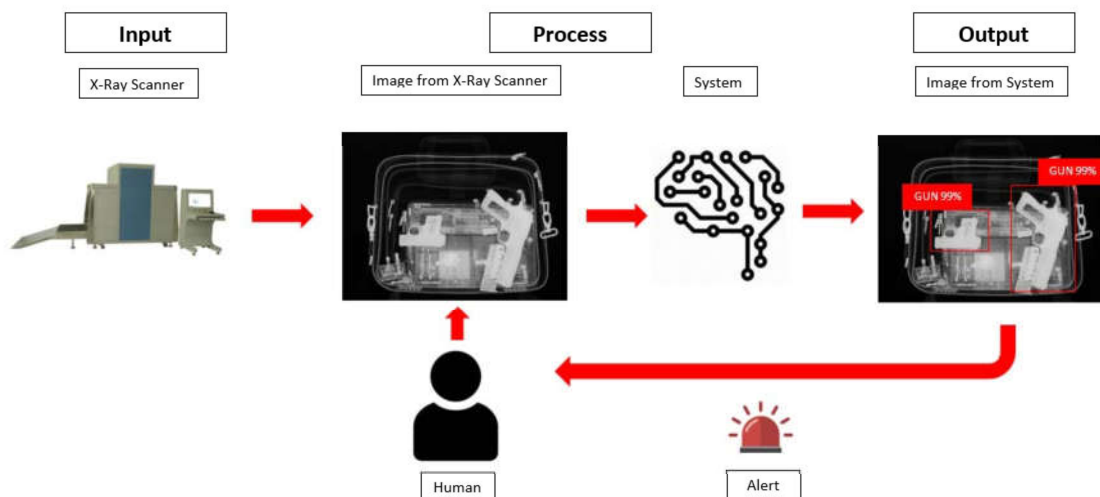 Input
Process
Output
X-Ray Scanner
Image from X-Ray Scanner
System
Image from System
GUN 99%
GUN 99%
Human
Alert